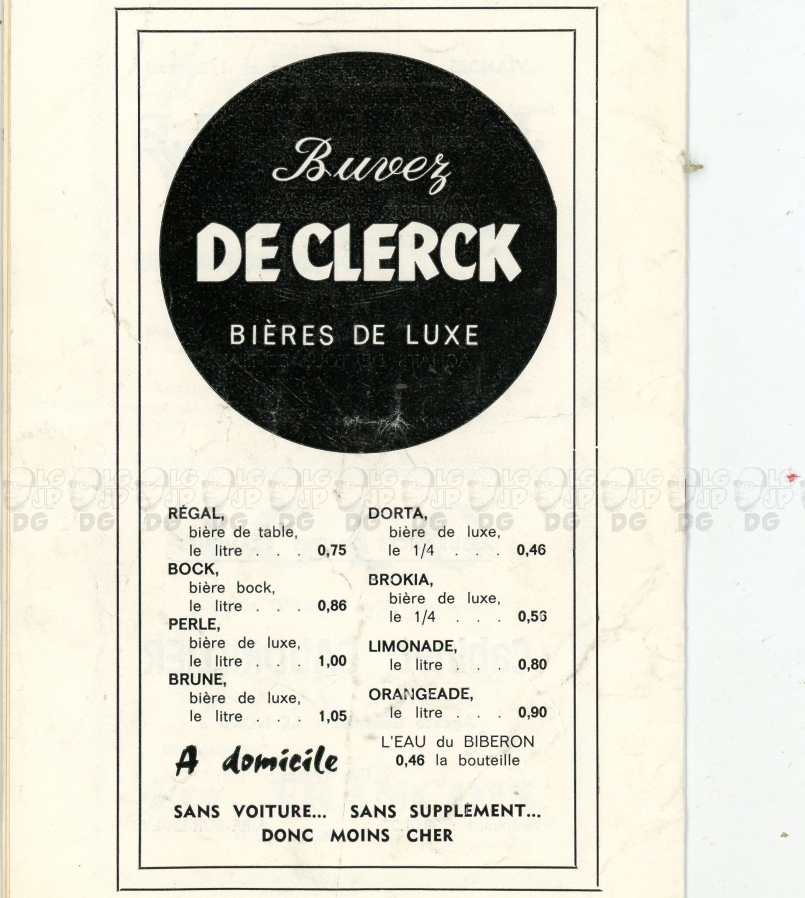 Buvez
DE CLERCK
BIÈRES DE LUXE
RÉGAL,
bière de table,
le litre . . . 0,75
BOCK,
bière bock,
le litre . . . 0,86
PERLE,
bière de luxe,
le litre . . . 1,00
BRUNE,
bière de luxe,
le litre . . . 1,05
DORTA,
bière de luxe,
le 1/4 . . . 0,46
BROKIA,
bière de luxe,
le 1/4 . . . 0,56
LIMONADE,
le litre . . . 0,80
ORANGEADE,
le litre . . . 0,90
L'EAU du BIBERON
0,46 la bouteille
A domicile
SANS VOITURE... SANS SUPPLÉMENT...
DONC MOINS CHER